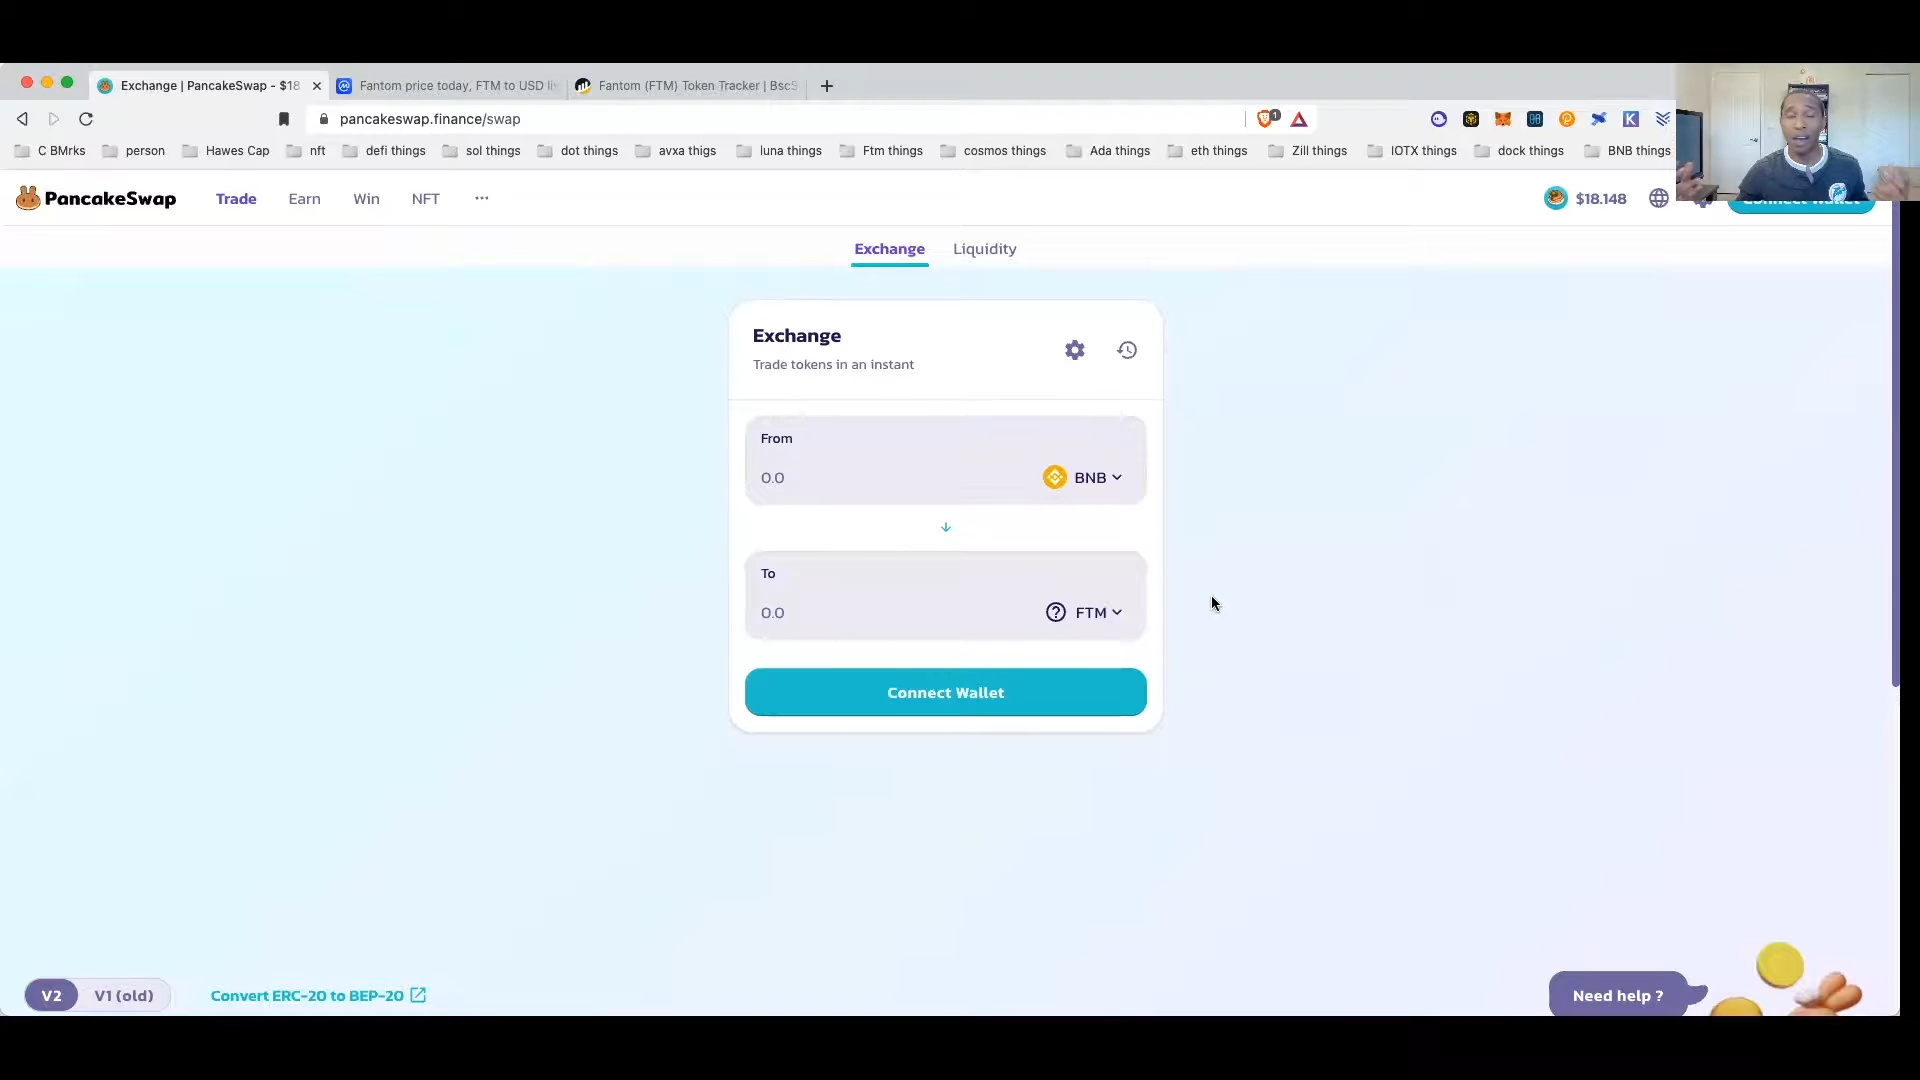 Exchange | PancakeSwap - $18
Fantom price today, FTM to USD li
Fantom (FTM) Token Tracker | BscS
pancakeswap.finance/swap
1
C BMrks
person
Hawes Cap
nft
defi things
sol things
dot things
avxa thigs
luna things
Ftm things
cosmos things
Ada things
eth things
Zill things
IOTX things
dock things
BNB things
PancakeSwap
Trade
Earn
Win
NFT
$18.148
Connect Wallet
Exchange
Liquidity
Exchange
Trade tokens in an instant
From
0.0
BNB
To
0.0
FTM
Connect Wallet
V2
V1 (old)
Convert ERC-20 to BEP-20
Need help ?